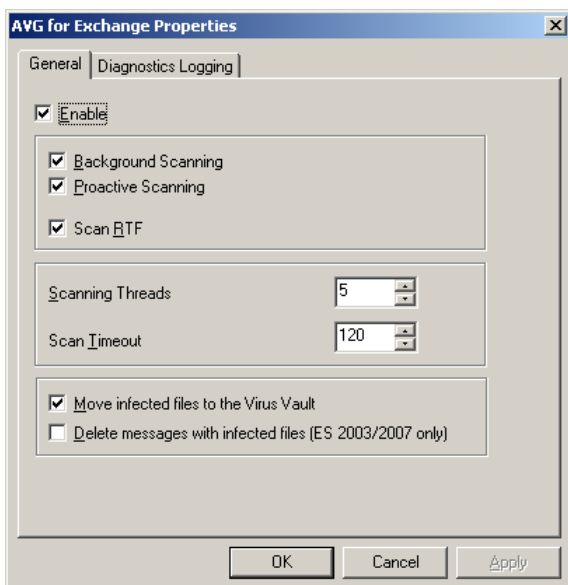 AVG for Exchange Properties
General
Diagnostics Logging
Enable
Background Scanning
Proactive Scanning
Scan RTF
Scanning Threads 5
Scan Timeout 120
Move infected files to the Virus Vault
Delete messages with infected files (ES 2003/2007 only)
OK Cancel Apply